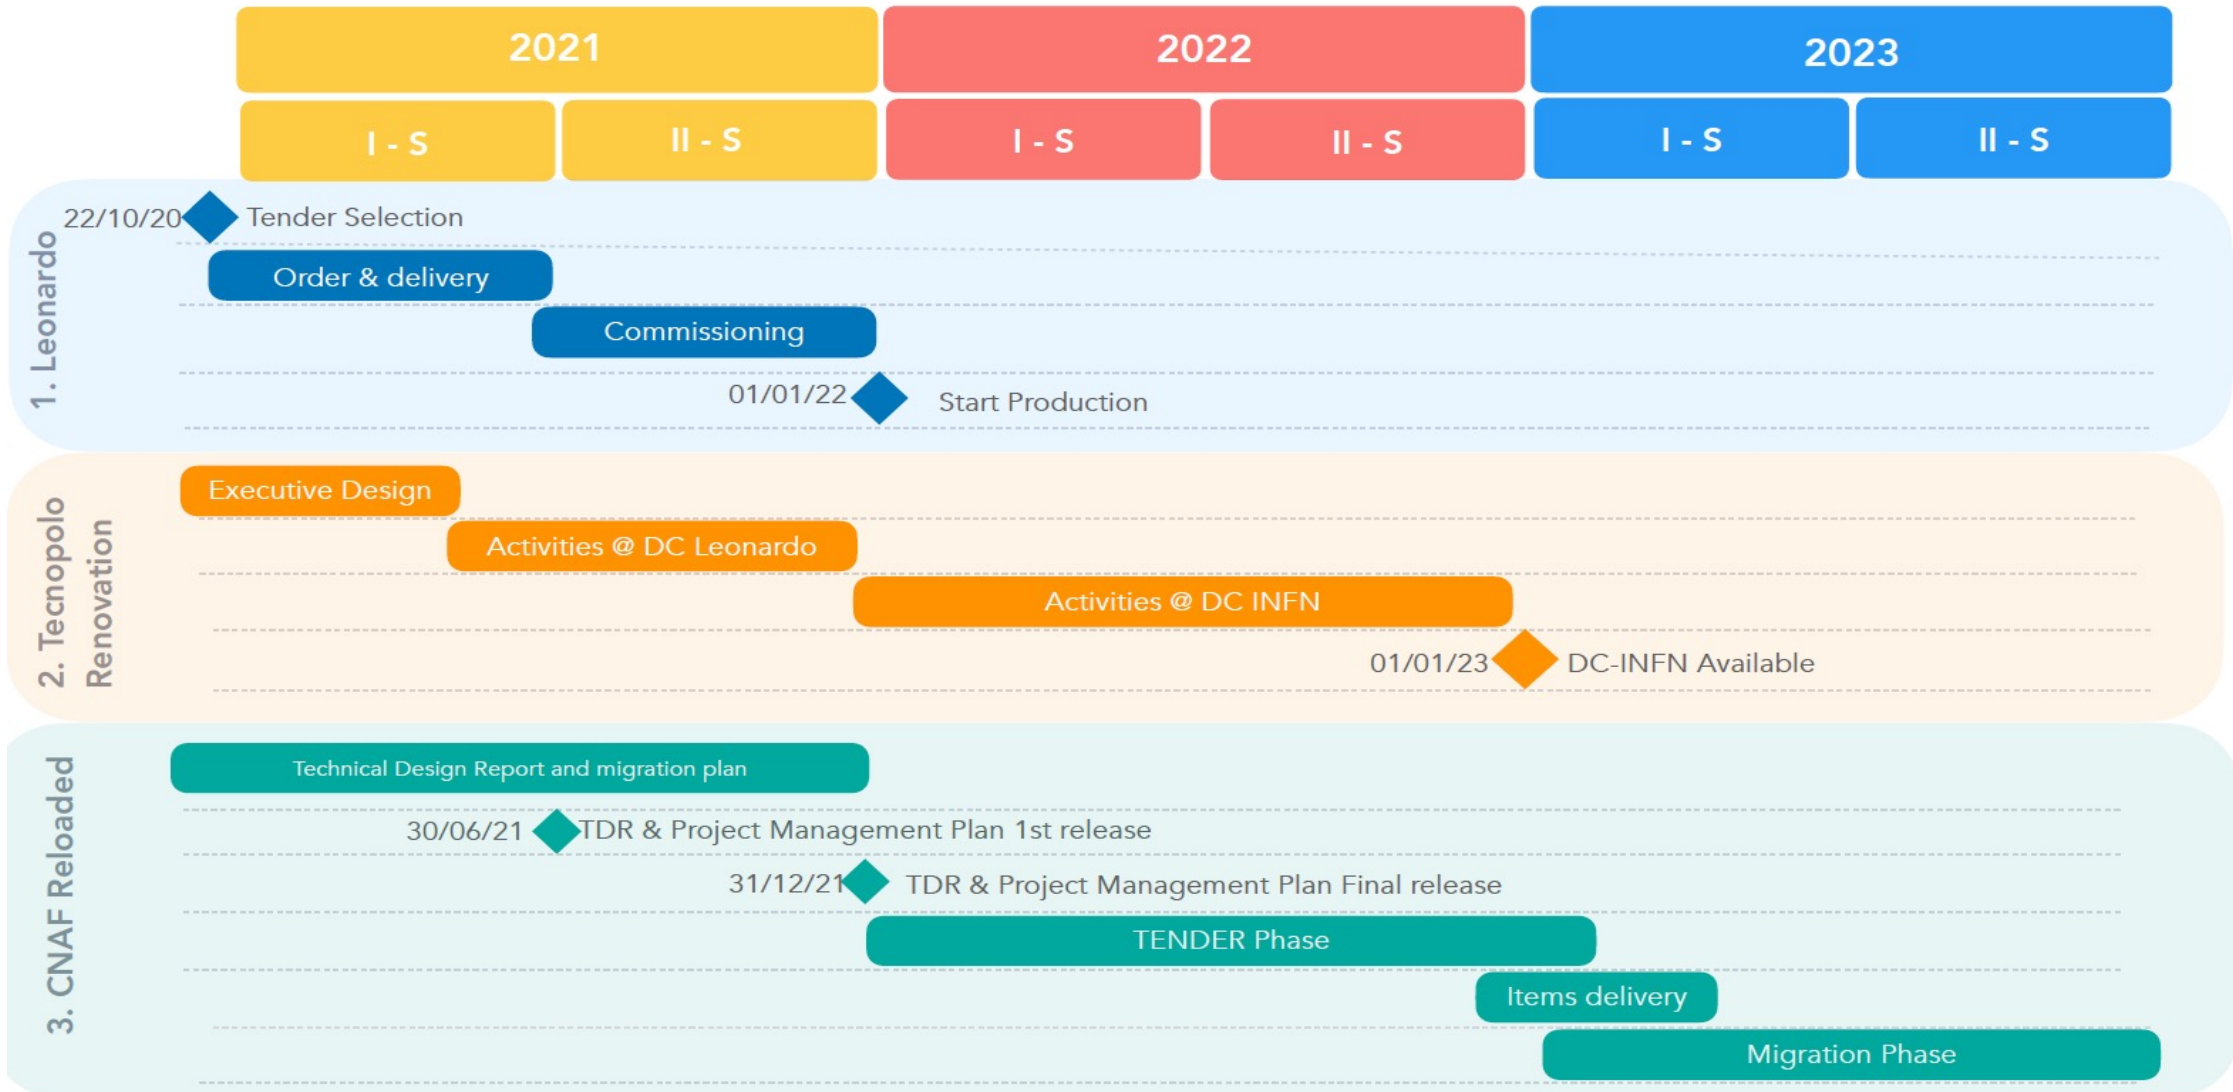 2021
2022
2023
I - S
II - S
I - S
II - S
I - S
II - S
1. Leonardo
22/10/20
Tender Selection
Order & delivery
Commissioning
01/01/22
Start Production
2. Tecnopolo
Renovation
Executive Design
Activities @ DC Leonardo
Activities @ DC INFN
01/01/23
DC-INFN Available
3. CNAF Reloaded
Technical Design Report and migration plan
30/06/21
TDR & Project Management Plan 1st release
31/12/21
TDR & Project Management Plan Final release
TENDER Phase
Items delivery
Migration Phase